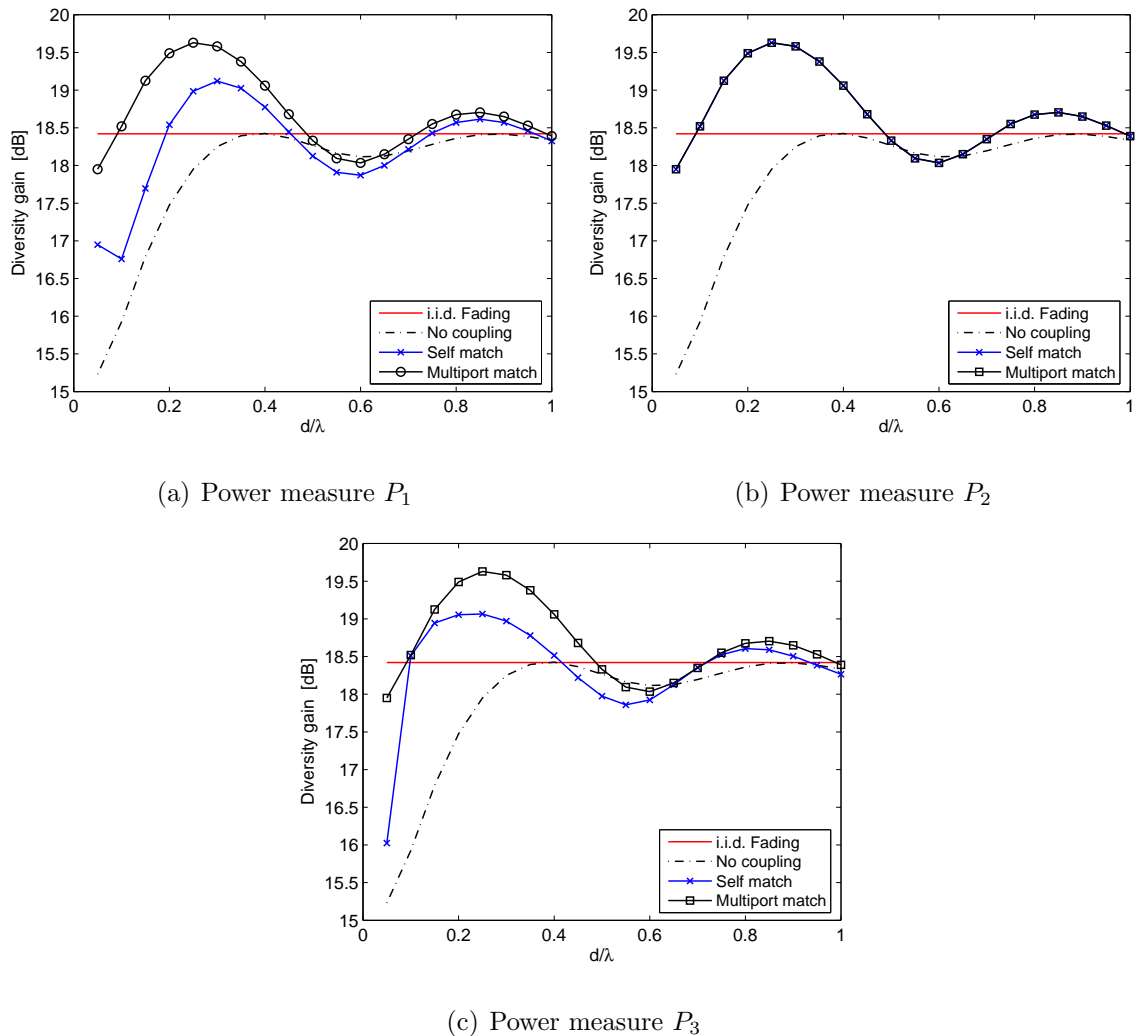 20
19.5
19
18.5
18
17.5
17
16.5
16
15.5
15
Diversity gain [dB]
0 0.2 0.4 0.6 0.8 1
d/λ
i.i.d. Fading
No coupling
Self match
Multiport match
(a) Power measure P1
20
19.5
19
18.5
18
17.5
17
16.5
16
15.5
15
Diversity gain [dB]
0 0.2 0.4 0.6 0.8 1
d/λ
i.i.d. Fading
No coupling
Self match
Multiport match
(b) Power measure P2
20
19.5
19
18.5
18
17.5
17
16.5
16
15.5
15
Diversity gain [dB]
0 0.2 0.4 0.6 0.8 1
d/λ
i.i.d. Fading
No coupling
Self match
Multiport match
(c) Power measure P3